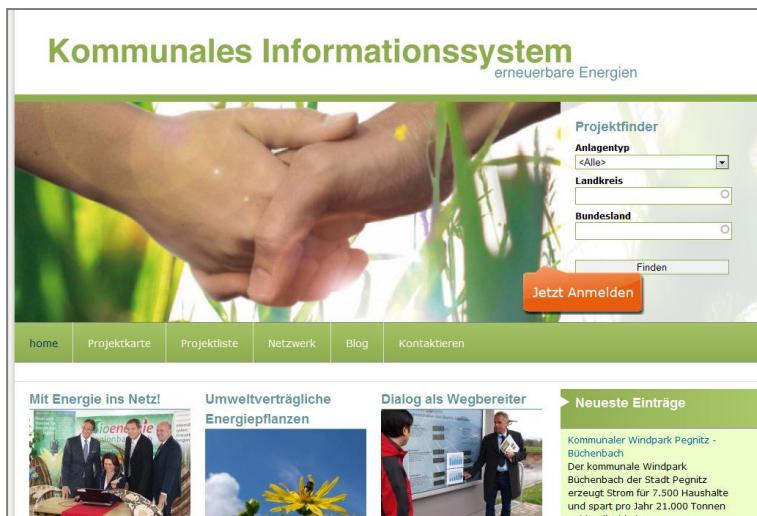 Kommunales Informationssystem
erneuerbare Energien
Projektfinder
Anlagentyp
<Alle>
Landkreis
Bundesland
Finden
Jetzt Anmelden
home
Projektkarte
Projektliste
Netzwerk
Blog
Kontaktieren
Mit Energie ins Netz!
Umweltverträgliche
Energiepflanzen
Dialog als Wegbereiter
Neueste Einträge
Kommunaler Windpark Pegnitz -
Büchenbach
Der kommunale Windpark
Büchenbach der Stadt Pegnitz
erzeugt Strom für 7.500 Haushalte
und spart pro Jahr 21.000 Tonnen